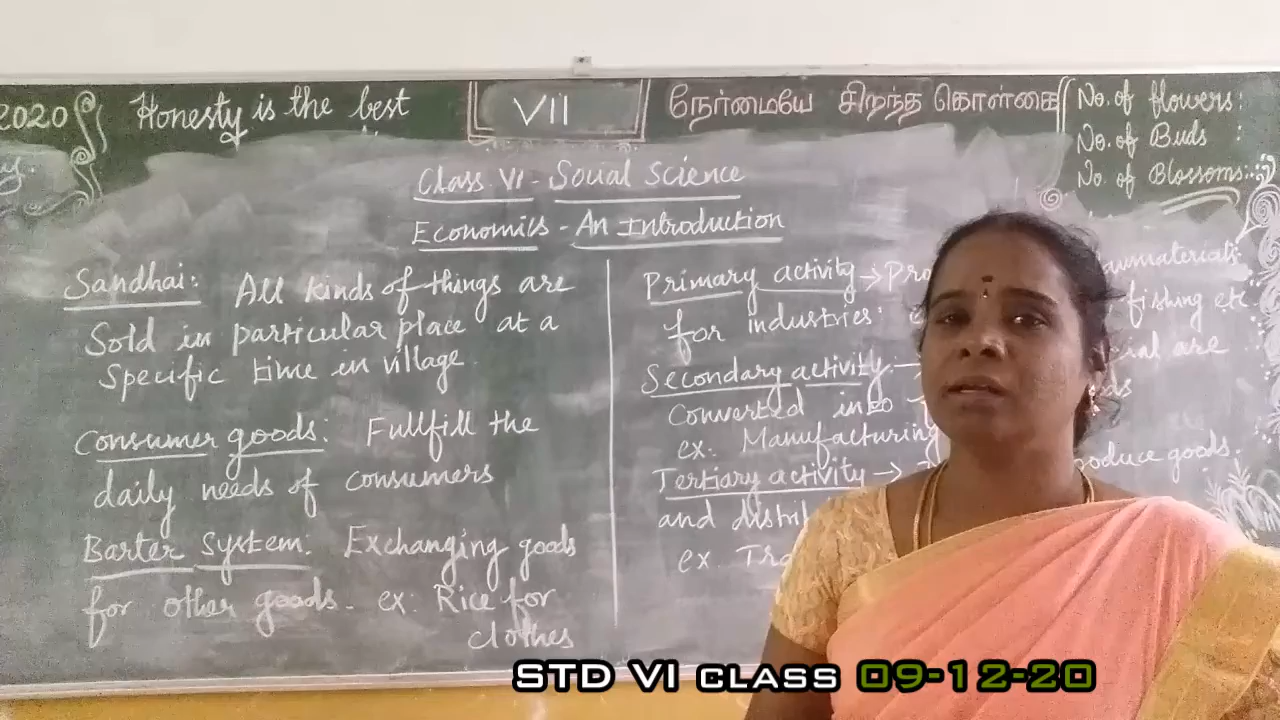 2020
Honesty is the best
VII
நேர்மையே சிறந்த கொள்கை
No. of flowers:
No. of Buds :
No. of Blossoms:
Class VI - Social Science
Economics - An Introduction
Sandhai: All kinds of things are
Sold in particular place at a
Specific time in village.
Consumer goods: Fullfill the
daily needs of consumers
Barter System: Exchanging goods
for other goods. ex: Rice for
clothes
Primary activity →
for industries. fishing etc
Secondary activity. → are
Converted into
ex: Manufacturing
Tertiary activity → produce goods.
and
ex.
STD VI CLASS 09-12-20